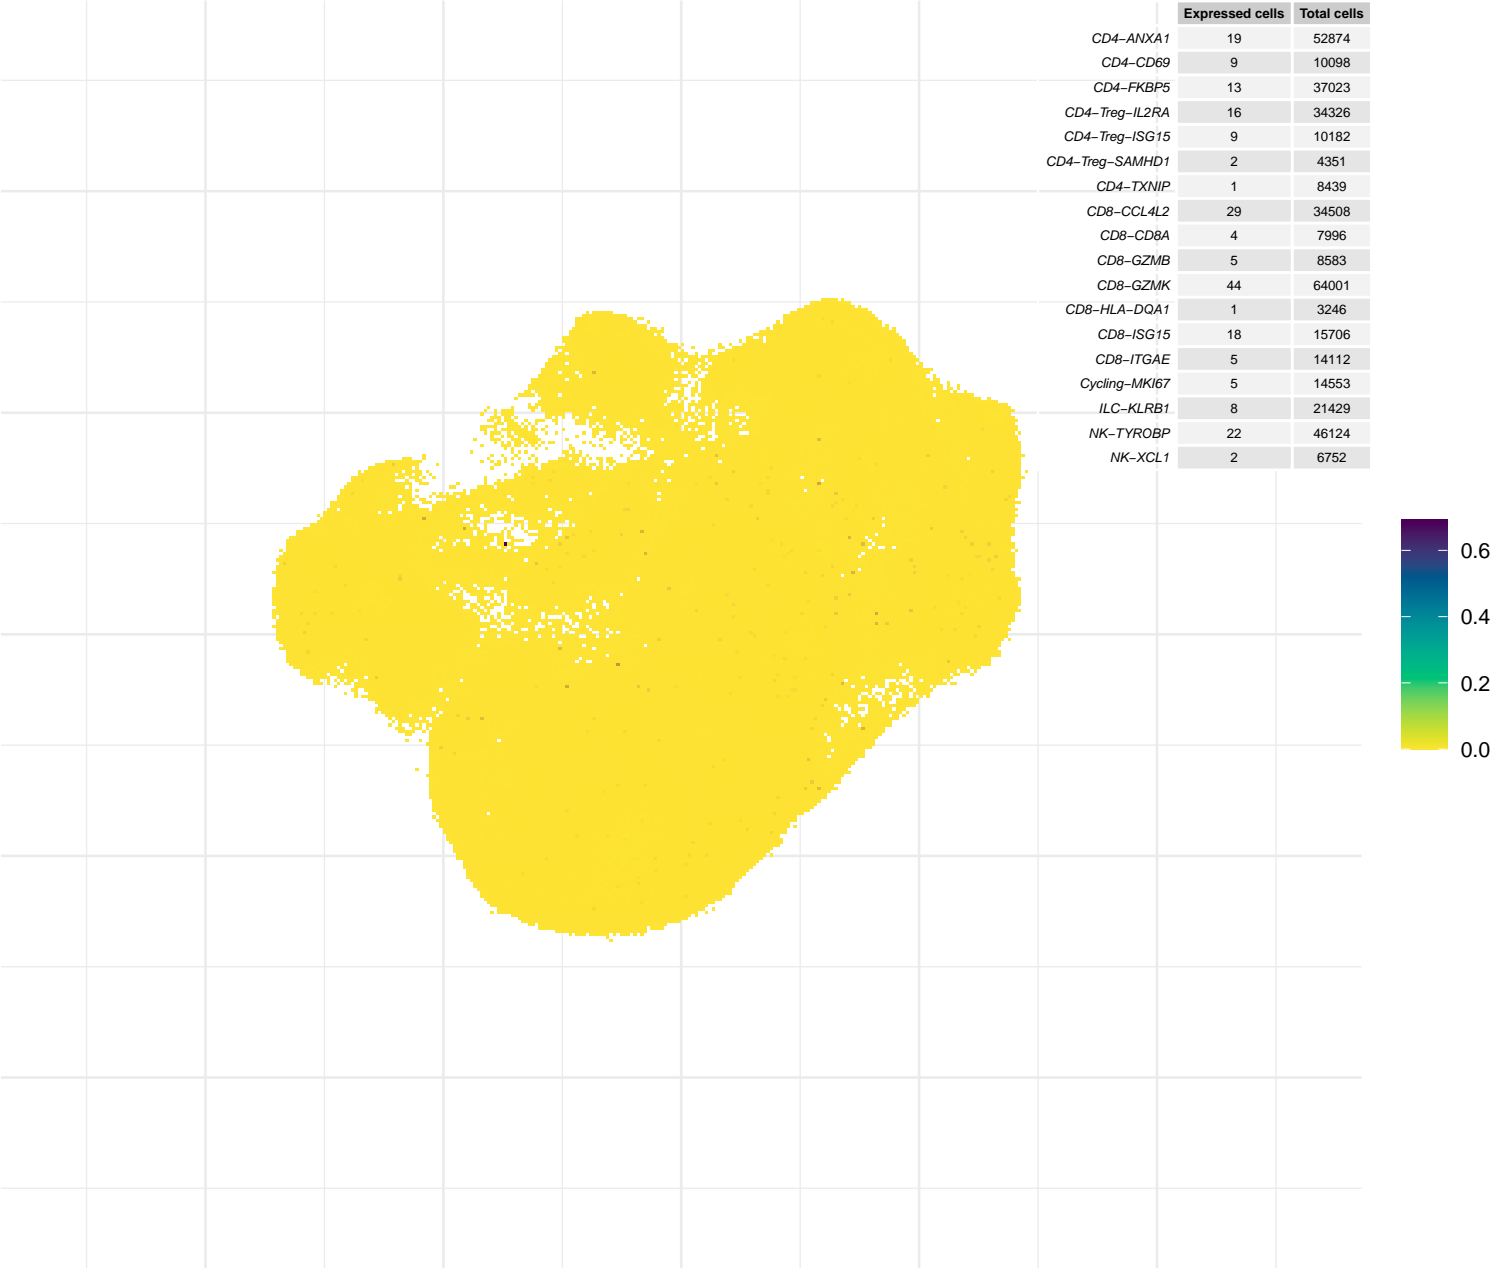 Expressed cells Total cells
CD4−ANXA1 19 52874
CD4−CD69 9 10098
CD4−FKBP5 13 37023
CD4−Treg−IL2RA 16 34326
CD4−Treg−ISG15 9 10182
CD4−Treg−SAMHD1 2 4351
CD4−TXNIP 1 8439
CD8−CCL4L2 29 34508
CD8−CD8A 4 7996
CD8−GZMB 5 8583
CD8−GZMK 44 64001
CD8−HLA−DQA1 1 3246
CD8−ISG15 18 15706
CD8−ITGAE 5 14112
Cycling−MKI67 5 14553
ILC−KLRB1 8 21429
NK−TYROBP 22 46124
NK−XCL1 2 6752
0.6
0.4
0.2
0.0